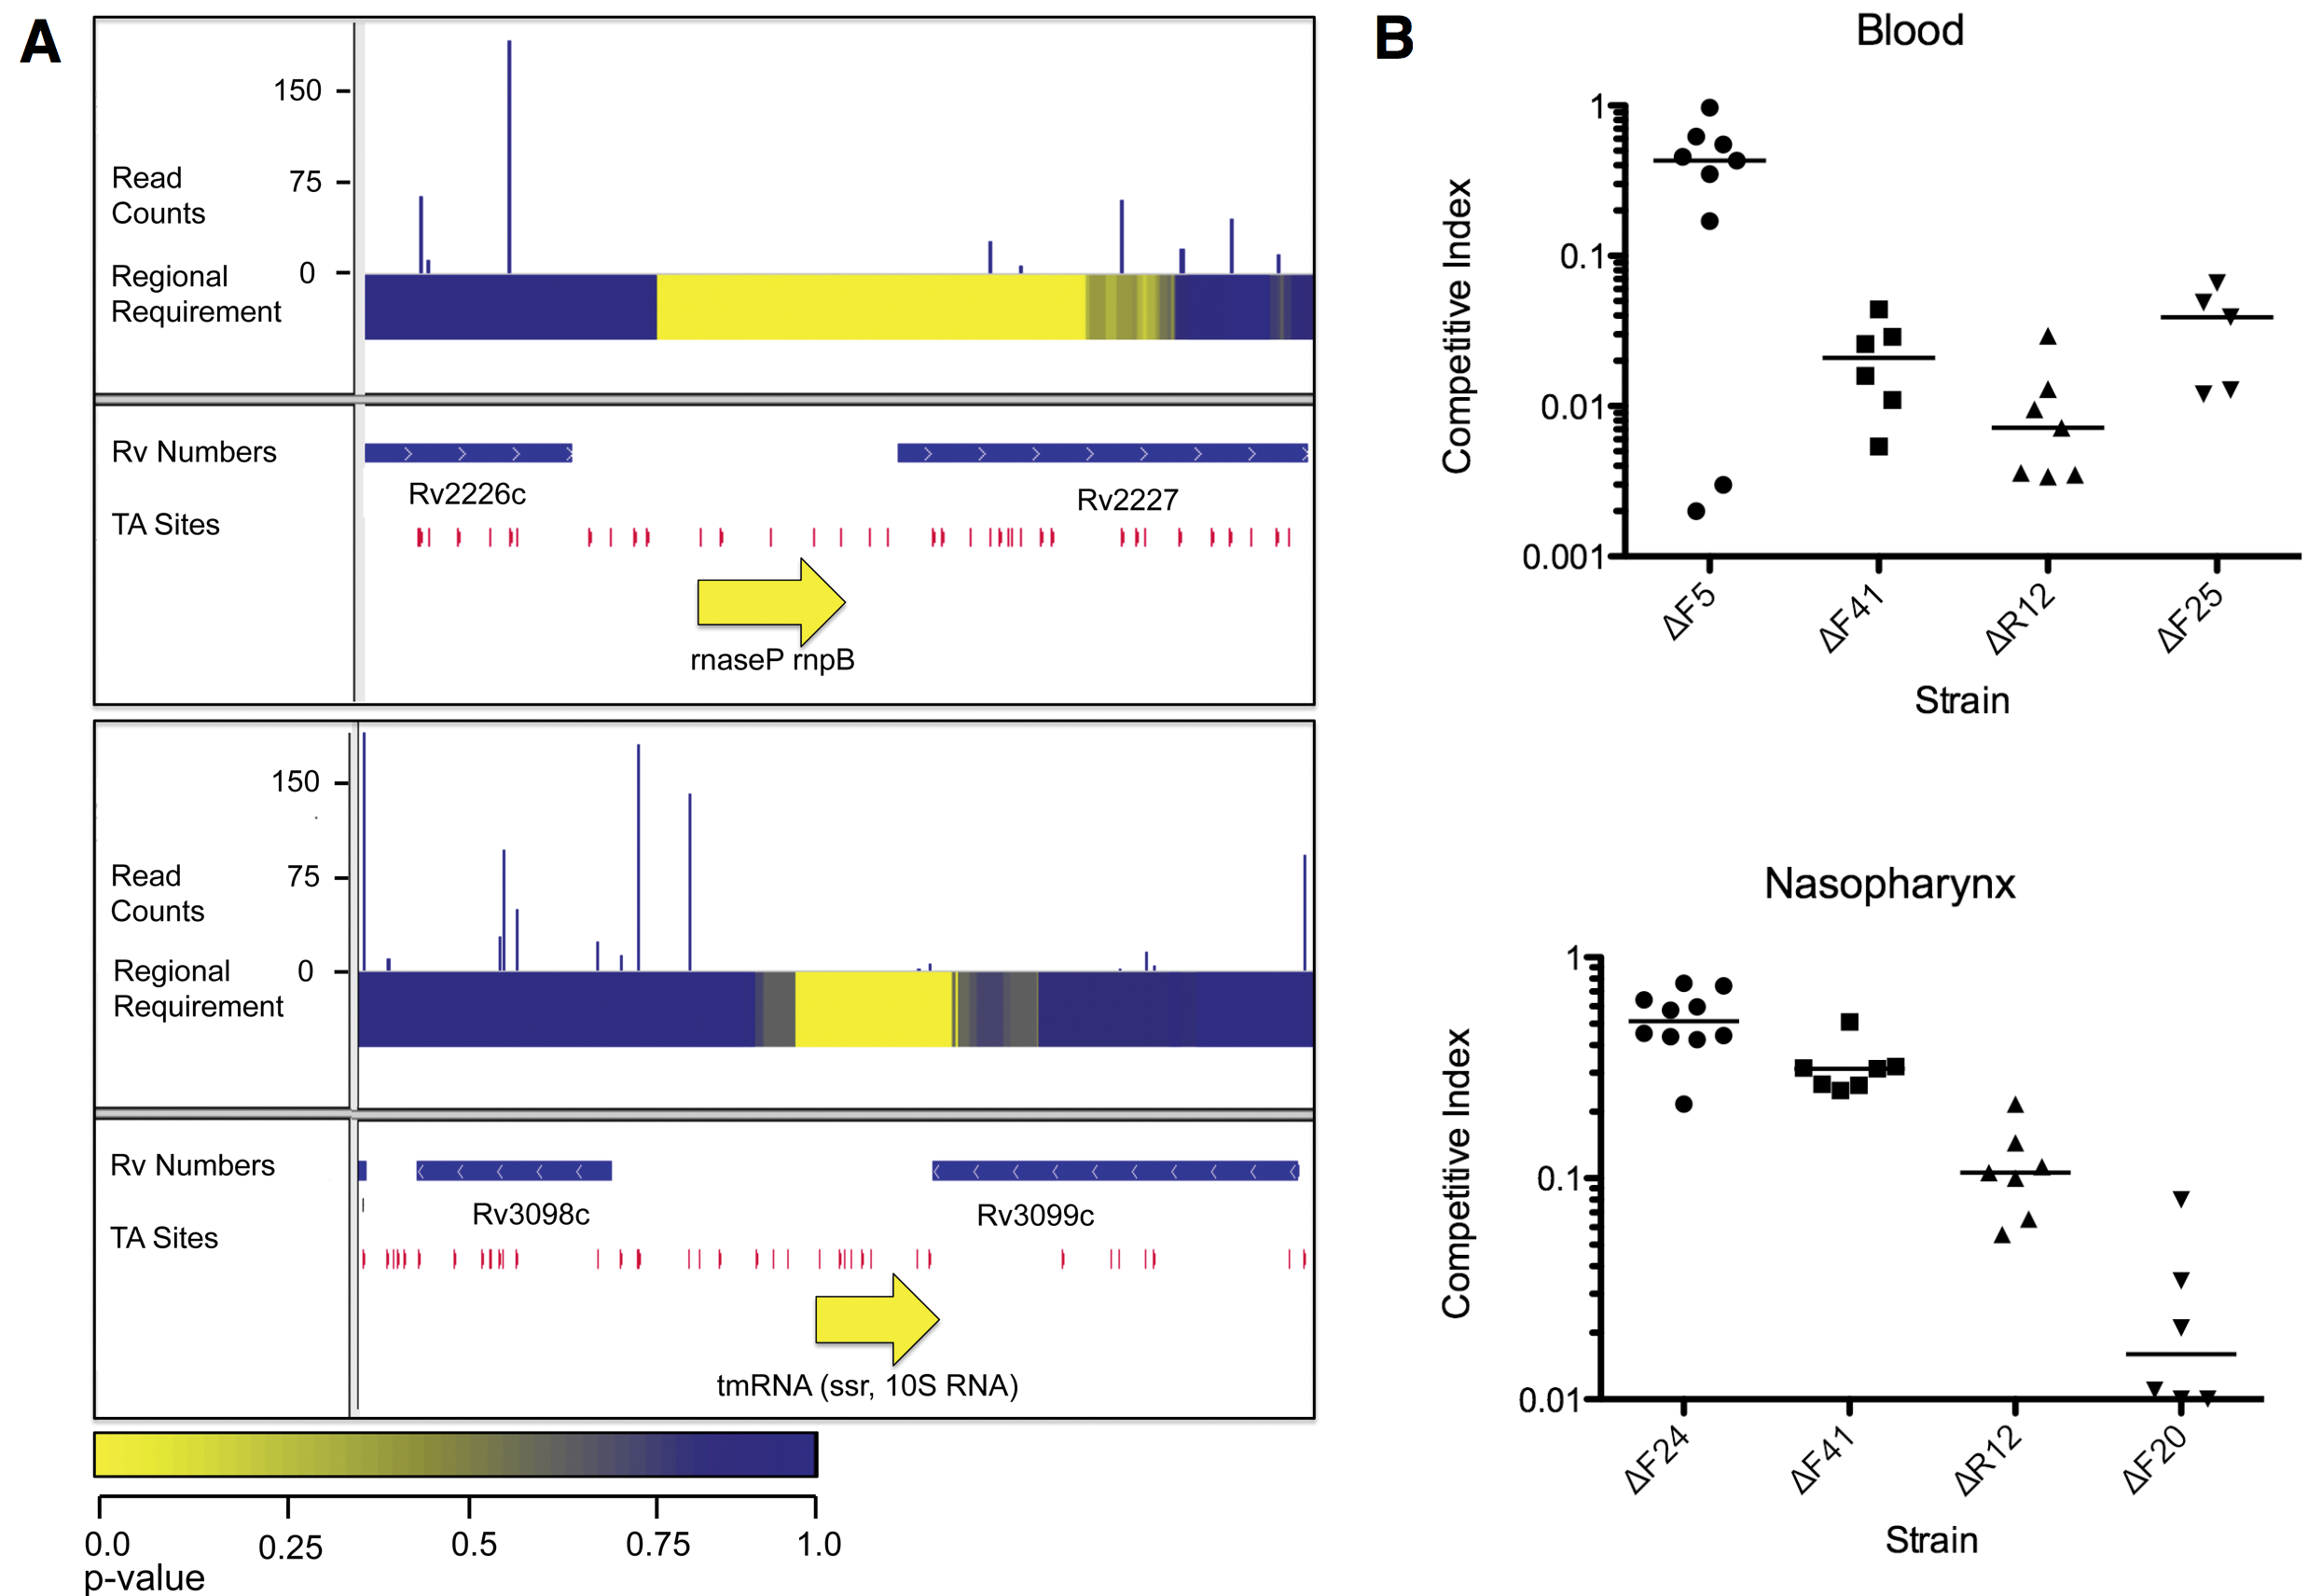 A
150
75
0
Read
Counts
Regional
Requirement
Rv Numbers
Rv2226c
Rv2227
TA Sites
rnaseP rnpB
150
75
0
Read
Counts
Regional
Requirement
Rv Numbers
Rv3098c
Rv3099c
TA Sites
tmRNA (ssr, 10S RNA)
0.0
0.25
0.5
0.75
1.0
p-value
B
Blood
Competitive Index
1
0.1
0.01
0.001
ΔF5
ΔF41
ΔR12
ΔF25
Strain
Nasopharynx
Competitive Index
1
0.1
0.01
ΔF24
ΔF41
ΔR12
ΔF20
Strain